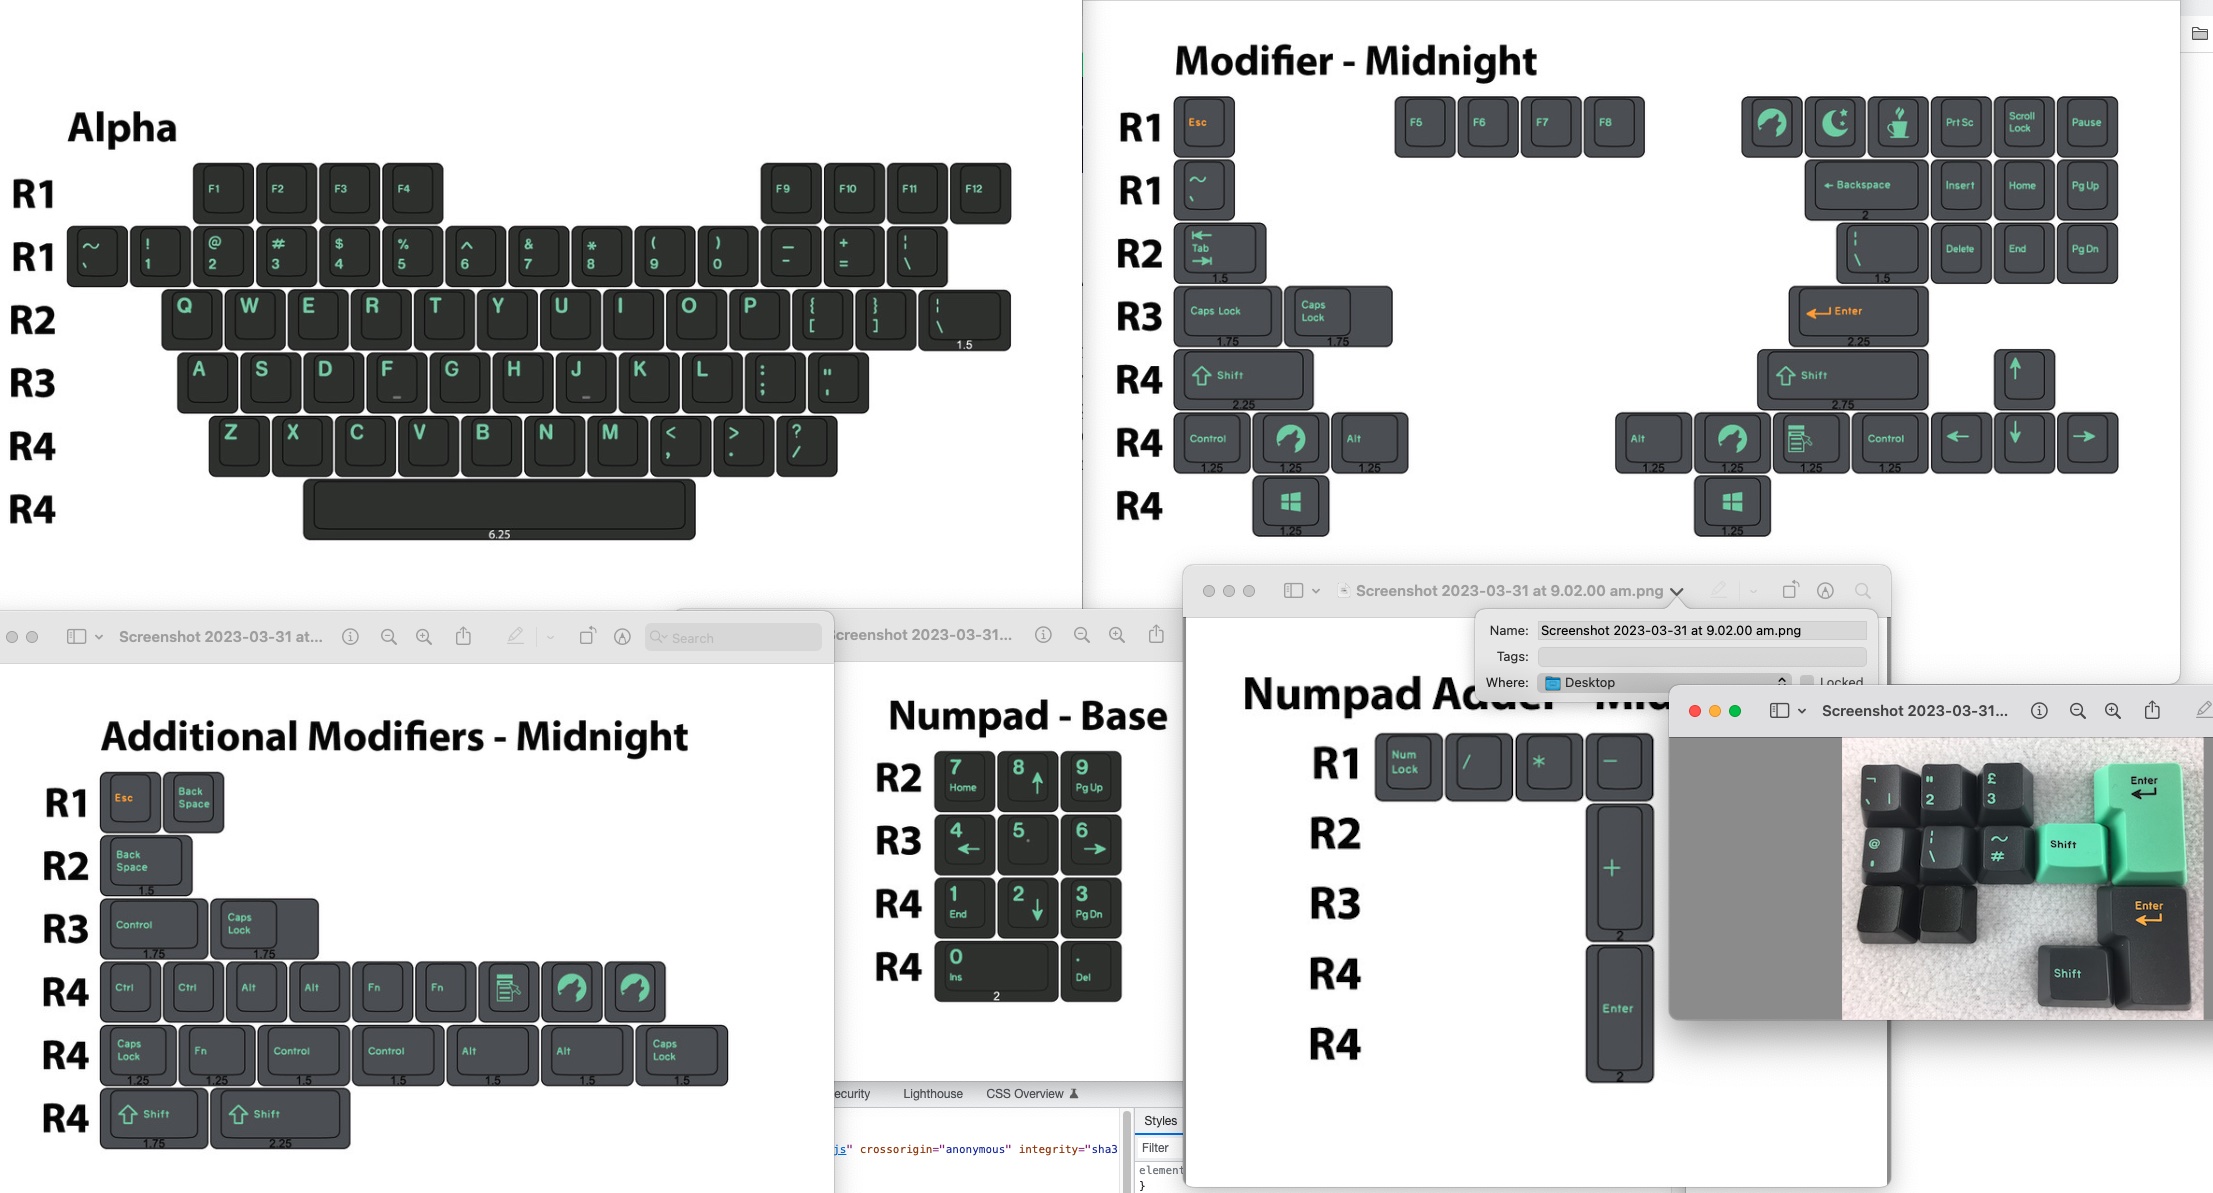 Alpha
R1 F1 F2 F3 F4 F9 F10 F11 F12
R1 ~ ` ! 1 @ 2 # 3 $ 4 % 5 ^ 6 & 7 * 8 ( 9 ) 0 — - + = ¦ \
R2 Q W E R T Y U I O P { [ } ] ¦ \ 1.5
R3 A S D F _ G H J _ K L : ; " '
R4 Z X C V B N M < , > . ? /
R4 6.25
Modifier - Midnight
R1 Esc F5 F6 F7 F8 Prt Sc Scroll Lock Pause
R1 ~ ` ← Backspace 2 Insert Home Pg Up
R2 Tab 1.5 ¦ \ 1.5 Delete End Pg Dn
R3 Caps Lock 1.75 Caps Lock 1.75 Enter 2.25
R4 Shift 2.25 Shift 2.75 ↑
R4 Control 1.25 1.25 Alt 1.25 Alt 1.25 1.25 1.25 Control 1.25 ← ↓ →
R4 1.25 1.25
Screenshot 2023-03-31 at...
Search
Additional Modifiers - Midnight
R1 Esc Back Space
R2 Back Space 1.5
R3 Control 1.75 Caps Lock 1.75
R4 Ctrl Ctrl Alt Alt Fn Fn
R4 Caps Lock 1.25 Fn 1.25 Control 1.5 Control 1.5 Alt 1.5 Alt 1.5 Caps Lock 1.5
R4 Shift 1.75 Shift 2.25
creenshot 2023-03-31...
Numpad - Base
R2 7 Home 8 ↑ 9 Pg Up
R3 4 ← 5 6 →
R4 1 End 2 ↓ 3 Pg Dn
R4 0 Ins 2 . Del
ecurity Lighthouse CSS Overview
js" crossorigin="anonymous" integrity="sha3
Styles
Filter
element
}
Screenshot 2023-03-31 at 9.02.00 am.png
Name: Screenshot 2023-03-31 at 9.02.00 am.png
Tags:
Where: Desktop Locked
Numpad Adder - Mid
R1 Num Lock / * −
R2 + 2
R3
R4 Enter 2
R4
Screenshot 2023-03-31...
¬ ` | " 2 £ 3 Enter
@ ' ¦ \ ~ # Shift
Enter
Shift